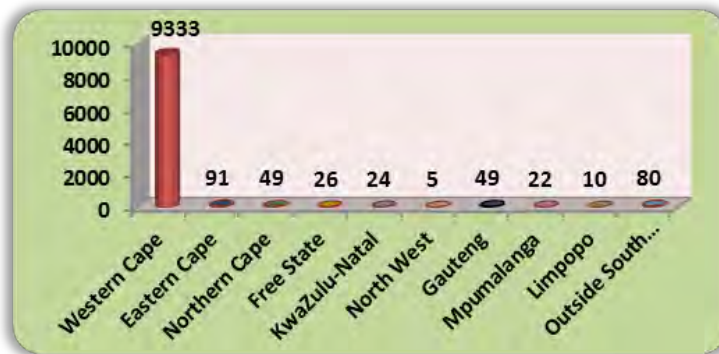 9333
10000
8000
6000
4000
2000
0
91 49 26 24 5 49 22 10 80
Western Cape
Eastern Cape
Northern Cape
Free State
KwaZulu-Natal
North West
Gauteng
Mpumalanga
Limpopo
Outside South...